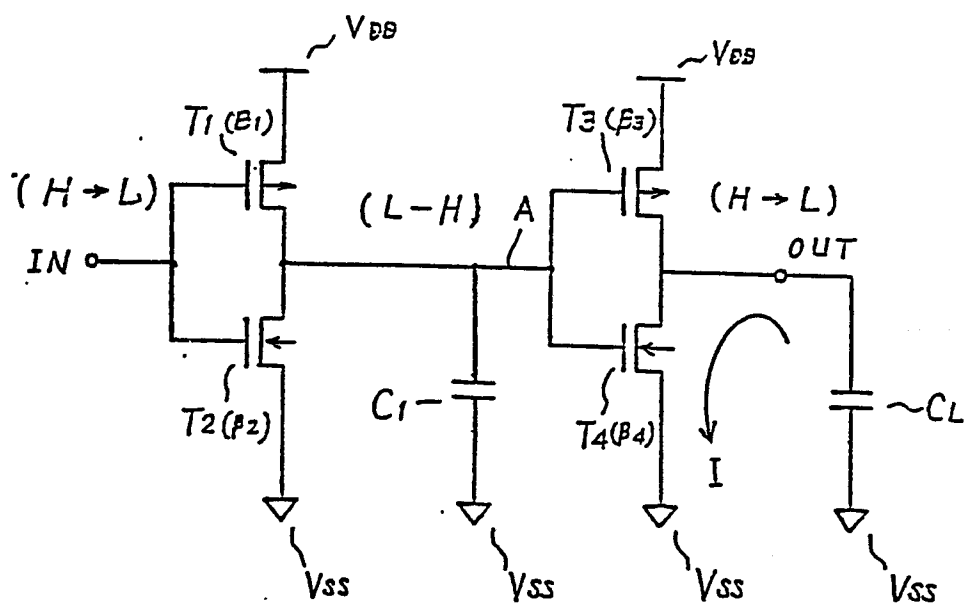 VDD
VDD
T1(β1)
T3(β3)
(H→L)
(L-H)
A
(H→L)
IN
OUT
C1
CL
T2(β2)
T4(β4)
I
Vss
Vss
Vss
Vss